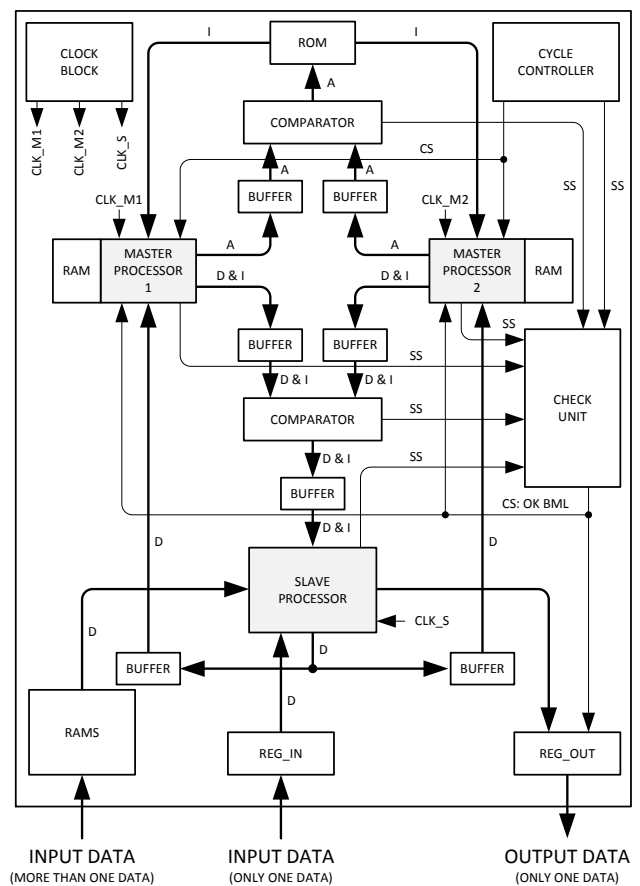 I
ROM
I
CLOCK
BLOCK
CYCLE
CONTROLLER
A
CLK_M1
CLK_M2
CLK_S
COMPARATOR
CS
A
A
SS
SS
BUFFER
BUFFER
CLK_M1
CLK_M2
RAM
MASTER
PROCESSOR
1
A
A
MASTER
PROCESSOR
2
RAM
D & I
D & I
SS
BUFFER
BUFFER
SS
D & I
D & I
CHECK
UNIT
COMPARATOR
SS
D & I
SS
BUFFER
CS: OK BML
D & I
D
D
SLAVE
PROCESSOR
CLK_S
D
D
BUFFER
BUFFER
D
RAMS
REG_IN
REG_OUT
INPUT DATA
(MORE THAN ONE DATA)
INPUT DATA
(ONLY ONE DATA)
OUTPUT DATA
(ONLY ONE DATA)